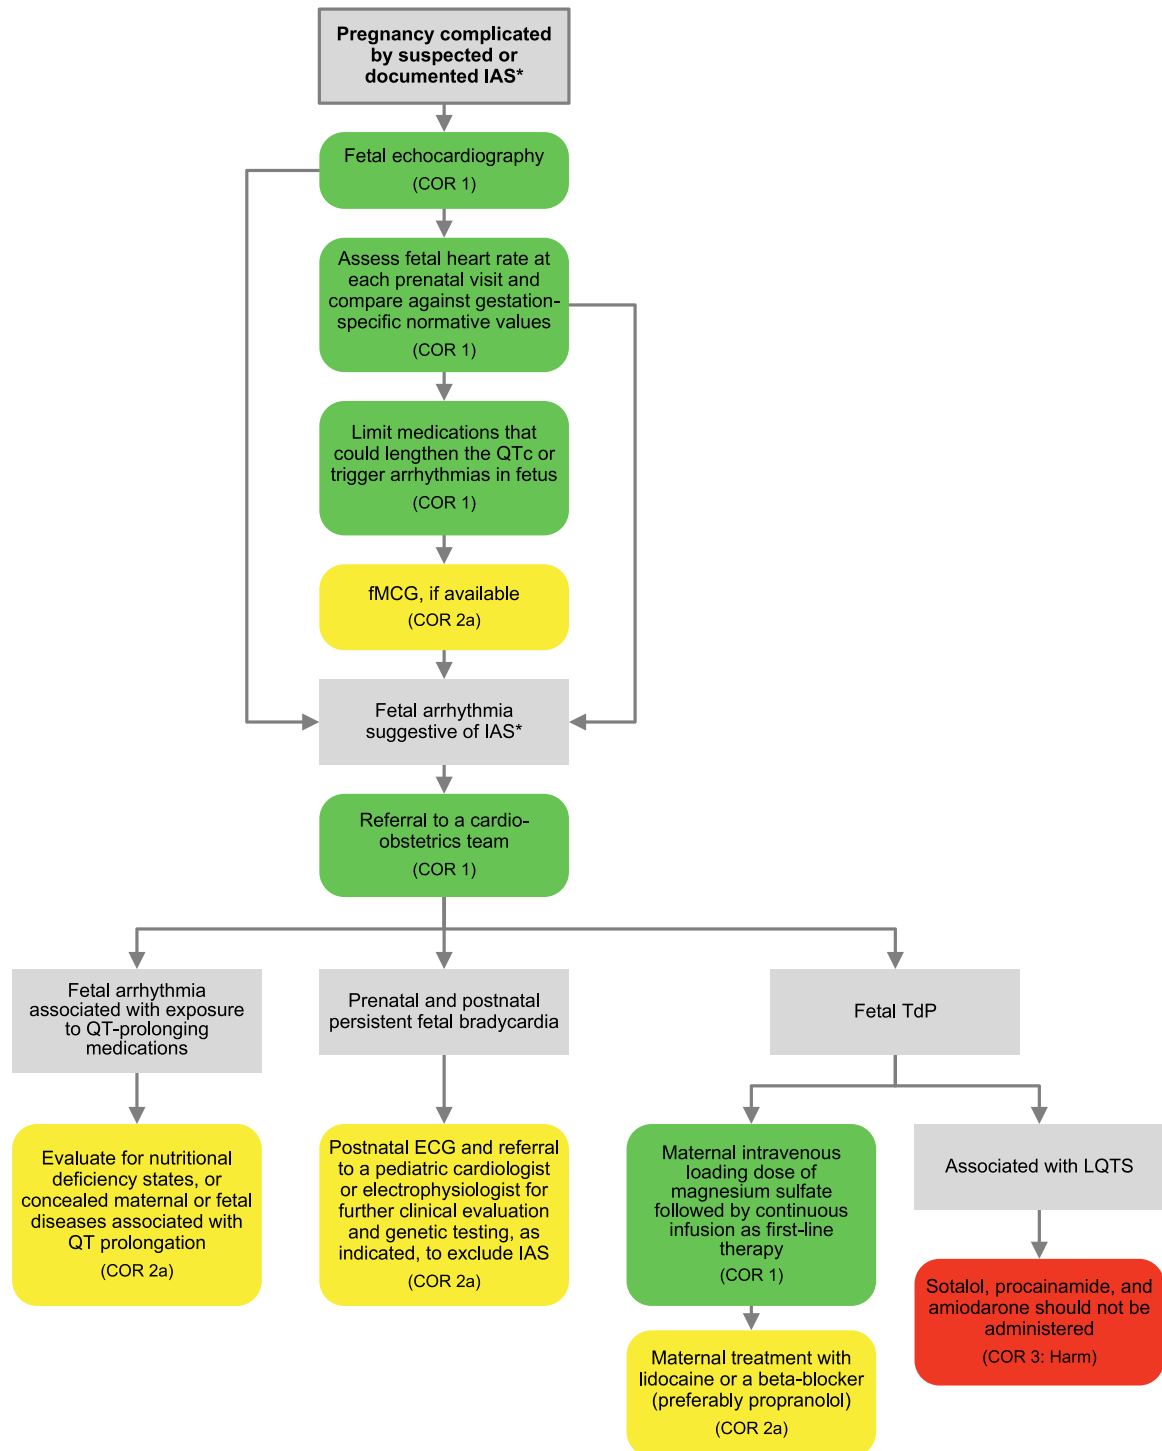 Pregnancy complicated
by suspected or
documented IAS*
Fetal echocardiography
(COR 1)
Assess fetal heart rate at
each prenatal visit and
compare against gestation-
specific normative values
(COR 1)
Limit medications that
could lengthen the QTc or
trigger arrhythmias in fetus
(COR 1)
fMCG, if available
(COR 2a)
Fetal arrhythmia
suggestive of IAS*
Referral to a cardio-
obstetrics team
(COR 1)
Fetal arrhythmia
associated with exposure
to QT-prolonging
medications
Prenatal and postnatal
persistent fetal bradycardia
Fetal TdP
Evaluate for nutritional
deficiency states, or
concealed maternal or fetal
diseases associated with
QT prolongation
(COR 2a)
Postnatal ECG and referral
to a pediatric cardiologist
or electrophysiologist for
further clinical evaluation
and genetic testing, as
indicated, to exclude IAS
(COR 2a)
Maternal intravenous
loading dose of
magnesium sulfate
followed by continuous
infusion as first-line
therapy
(COR 1)
Associated with LQTS
Sotalol, procainamide, and
amiodarone should not be
administered
(COR 3: Harm)
Maternal treatment with
lidocaine or a beta-blocker
(preferably propranolol)
(COR 2a)